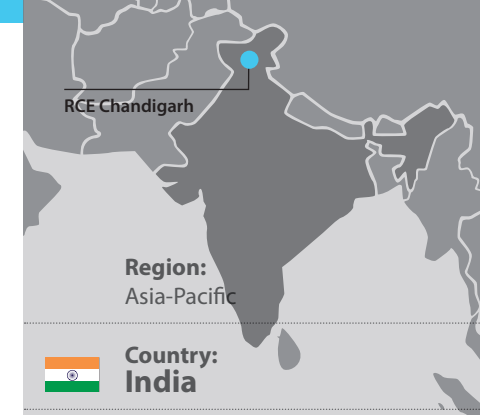 RCE Chandigarh
Region:
Asia-Pacific
Country:
India